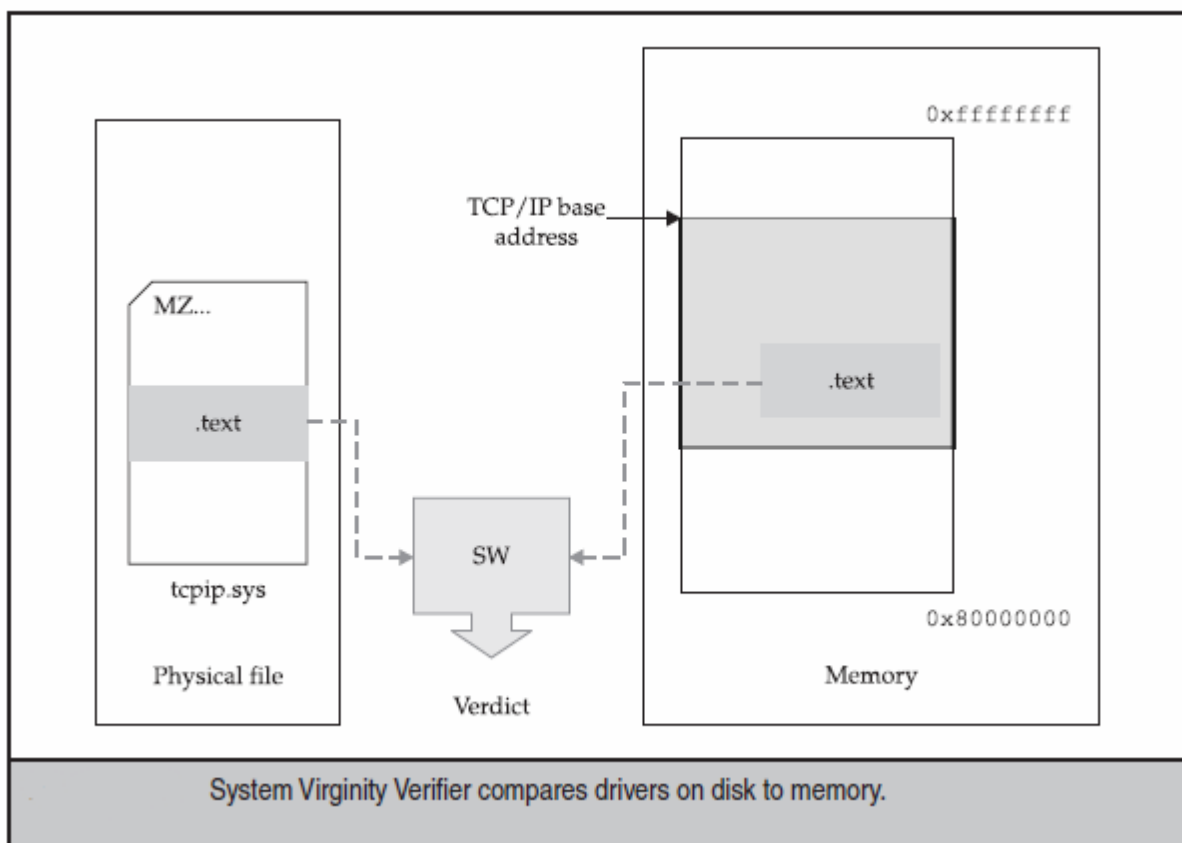 0xffffffff
TCP/IP base
address
MZ...
.text
.text
SW
tcpip.sys
0x80000000
Physical file
Memory
Verdict
System Virginity Verifier compares drivers on disk to memory.